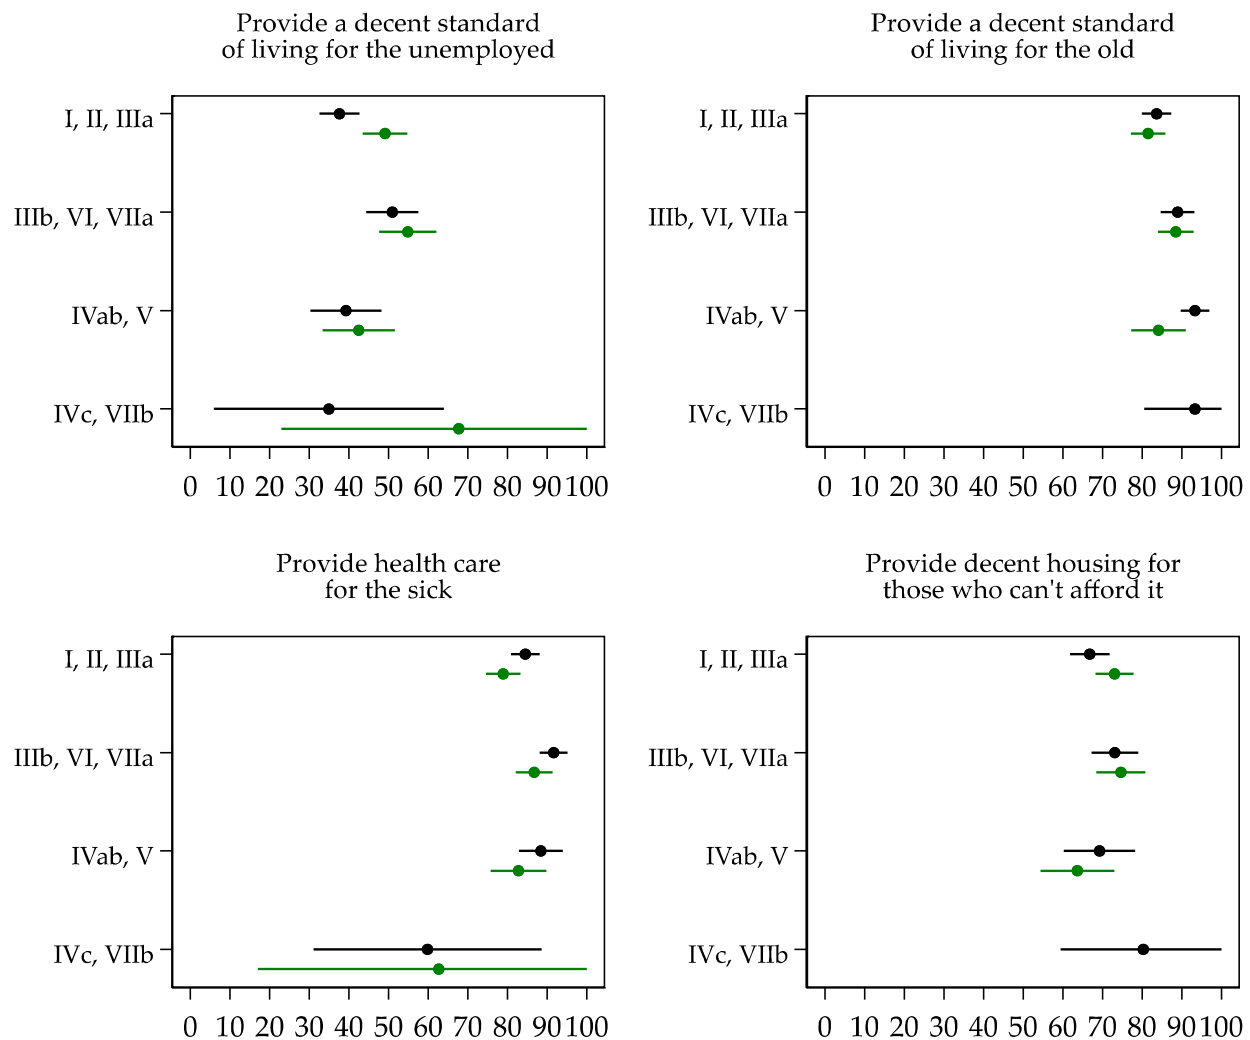 Provide a decent standard
of living for the unemployed
I, II, IIIa
IIIb, VI, VIIa
IVab, V
IVc, VIIb
0 10 20 30 40 50 60 70 80 90 100
Provide a decent standard
of living for the old
I, II, IIIa
IIIb, VI, VIIa
IVab, V
IVc, VIIb
0 10 20 30 40 50 60 70 80 90 100
Provide health care
for the sick
I, II, IIIa
IIIb, VI, VIIa
IVab, V
IVc, VIIb
0 10 20 30 40 50 60 70 80 90 100
Provide decent housing for
those who can't afford it
I, II, IIIa
IIIb, VI, VIIa
IVab, V
IVc, VIIb
0 10 20 30 40 50 60 70 80 90 100